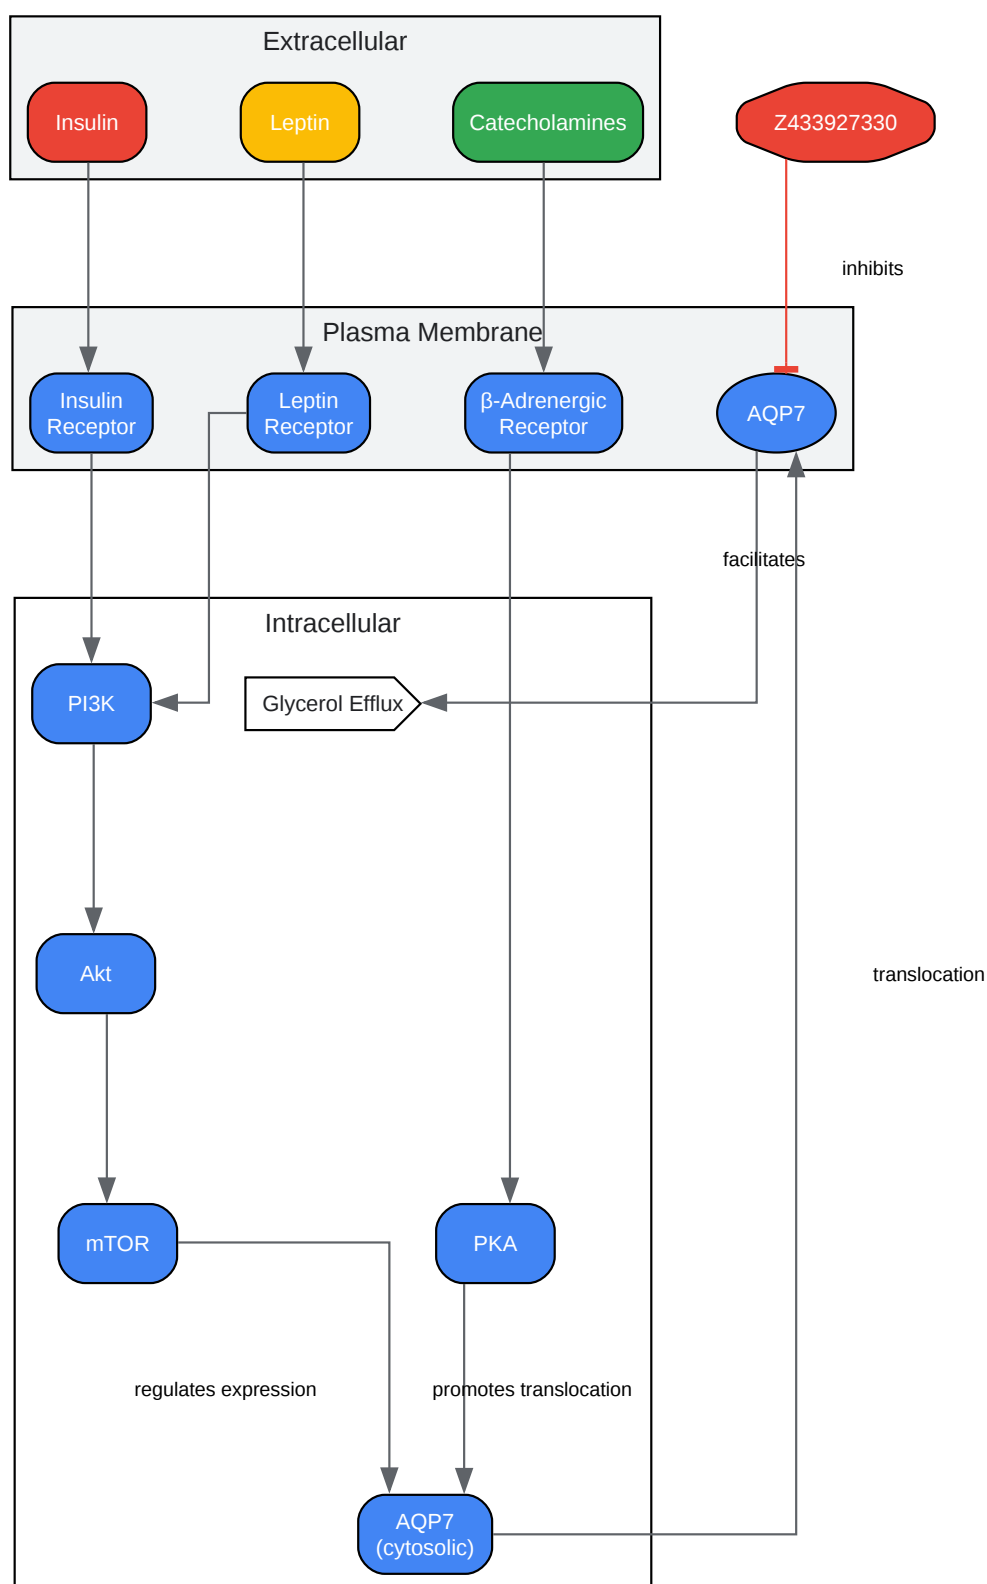 Extracellular
Insulin
Leptin
Catecholamines
Z433927330
inhibits
Plasma Membrane
Insulin
Receptor
Leptin
Receptor
β-Adrenergic
Receptor
AQP7
facilitates
Intracellular
PI3K
Glycerol Efflux
Akt
translocation
mTOR
PKA
regulates expression
promotes translocation
AQP7
(cytosolic)